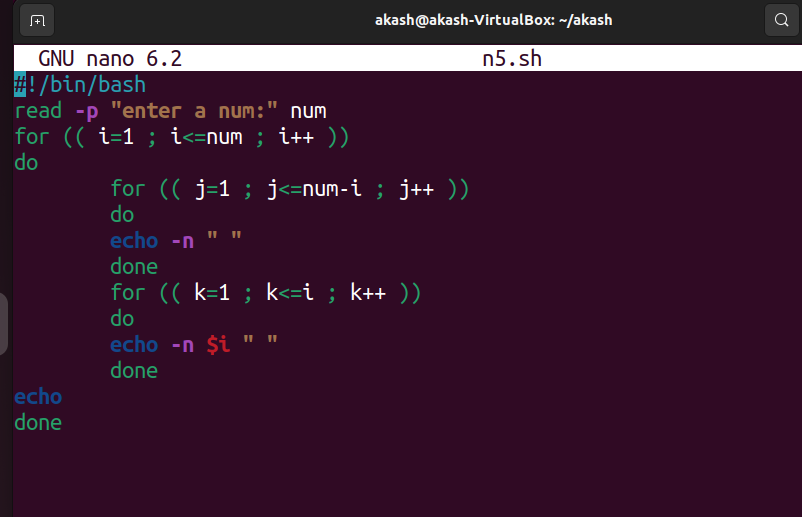 akash@akash-VirtualBox: ~/akash
GNU nano 6.2 n5.sh
#!/bin/bash
read -p "enter a num:" num
for (( i=1 ; i<=num ; i++ ))
do
        for (( j=1 ; j<=num-i ; j++ ))
        do
        echo -n " "
        done
        for (( k=1 ; k<=i ; k++ ))
        do
        echo -n $i " "
        done
echo
done